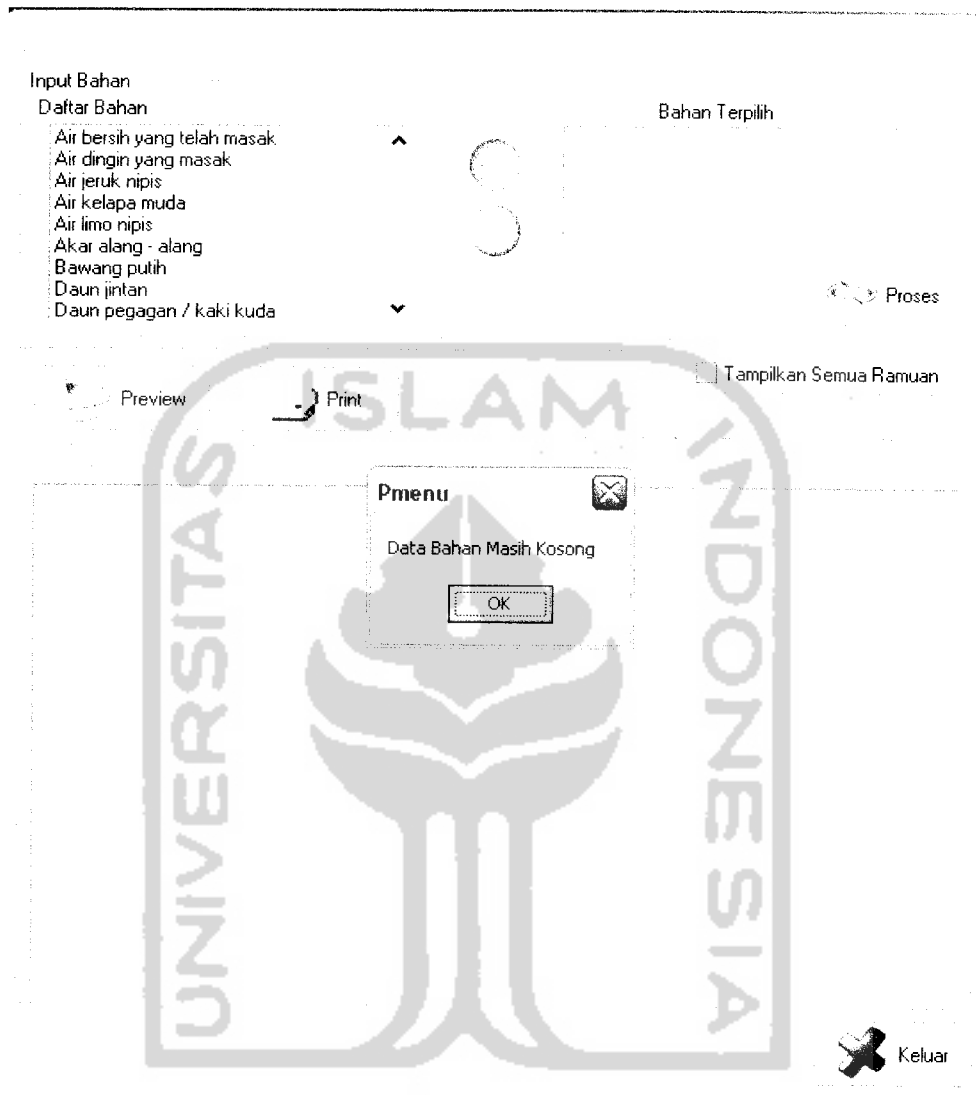 Input Bahan
Daftar Bahan
Bahan Terpilih
Air bersih yang telah masak
Air dingin yang masak
Air jeruk nipis
Air kelapa muda
Air limo nipis
Akar alang - alang
Bawang putih
Daun jintan
Daun pegagan / kaki kuda
Proses
Tampilkan Semua Ramuan
Preview
Print
Pmenu
Data Bahan Masih Kosong
OK
Keluar
UNIVERSITAS
ISLAM
INDONESIA